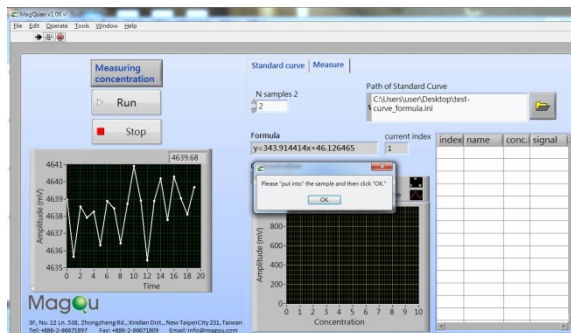 MagQuan v1.08 vi
File Edit Operate Tools Window Help
Measuring
concentration
Run
Stop
4639.68
Amplitude (mV)
4641
4640
4639
4638
4637
4636
4635
0 2 4 6 8 10 12 14 16 18 20
Time
MagQu
3F, No. 12 Ln. 538, Zhongzheng Rd., Xindian Dist., New TaipeiCity 231, Taiwan
Tel: +886-2-86671897 Fax: +886-2-86671809 Email: info@magqu.com
Standard curve Measure
N samples 2
2
Path of Standard Curve
C:\Users\user\Desktop\test-
curve_formula.ini
Formula
y=343.914414x+46.126465
current index
1
index name conc. signal
Please "put into" the sample and then click "OK."
OK
Amplitude (mV)
800
600
400
200
0
0 1 2 3 4 5 6 7 8 9 10
Concentration